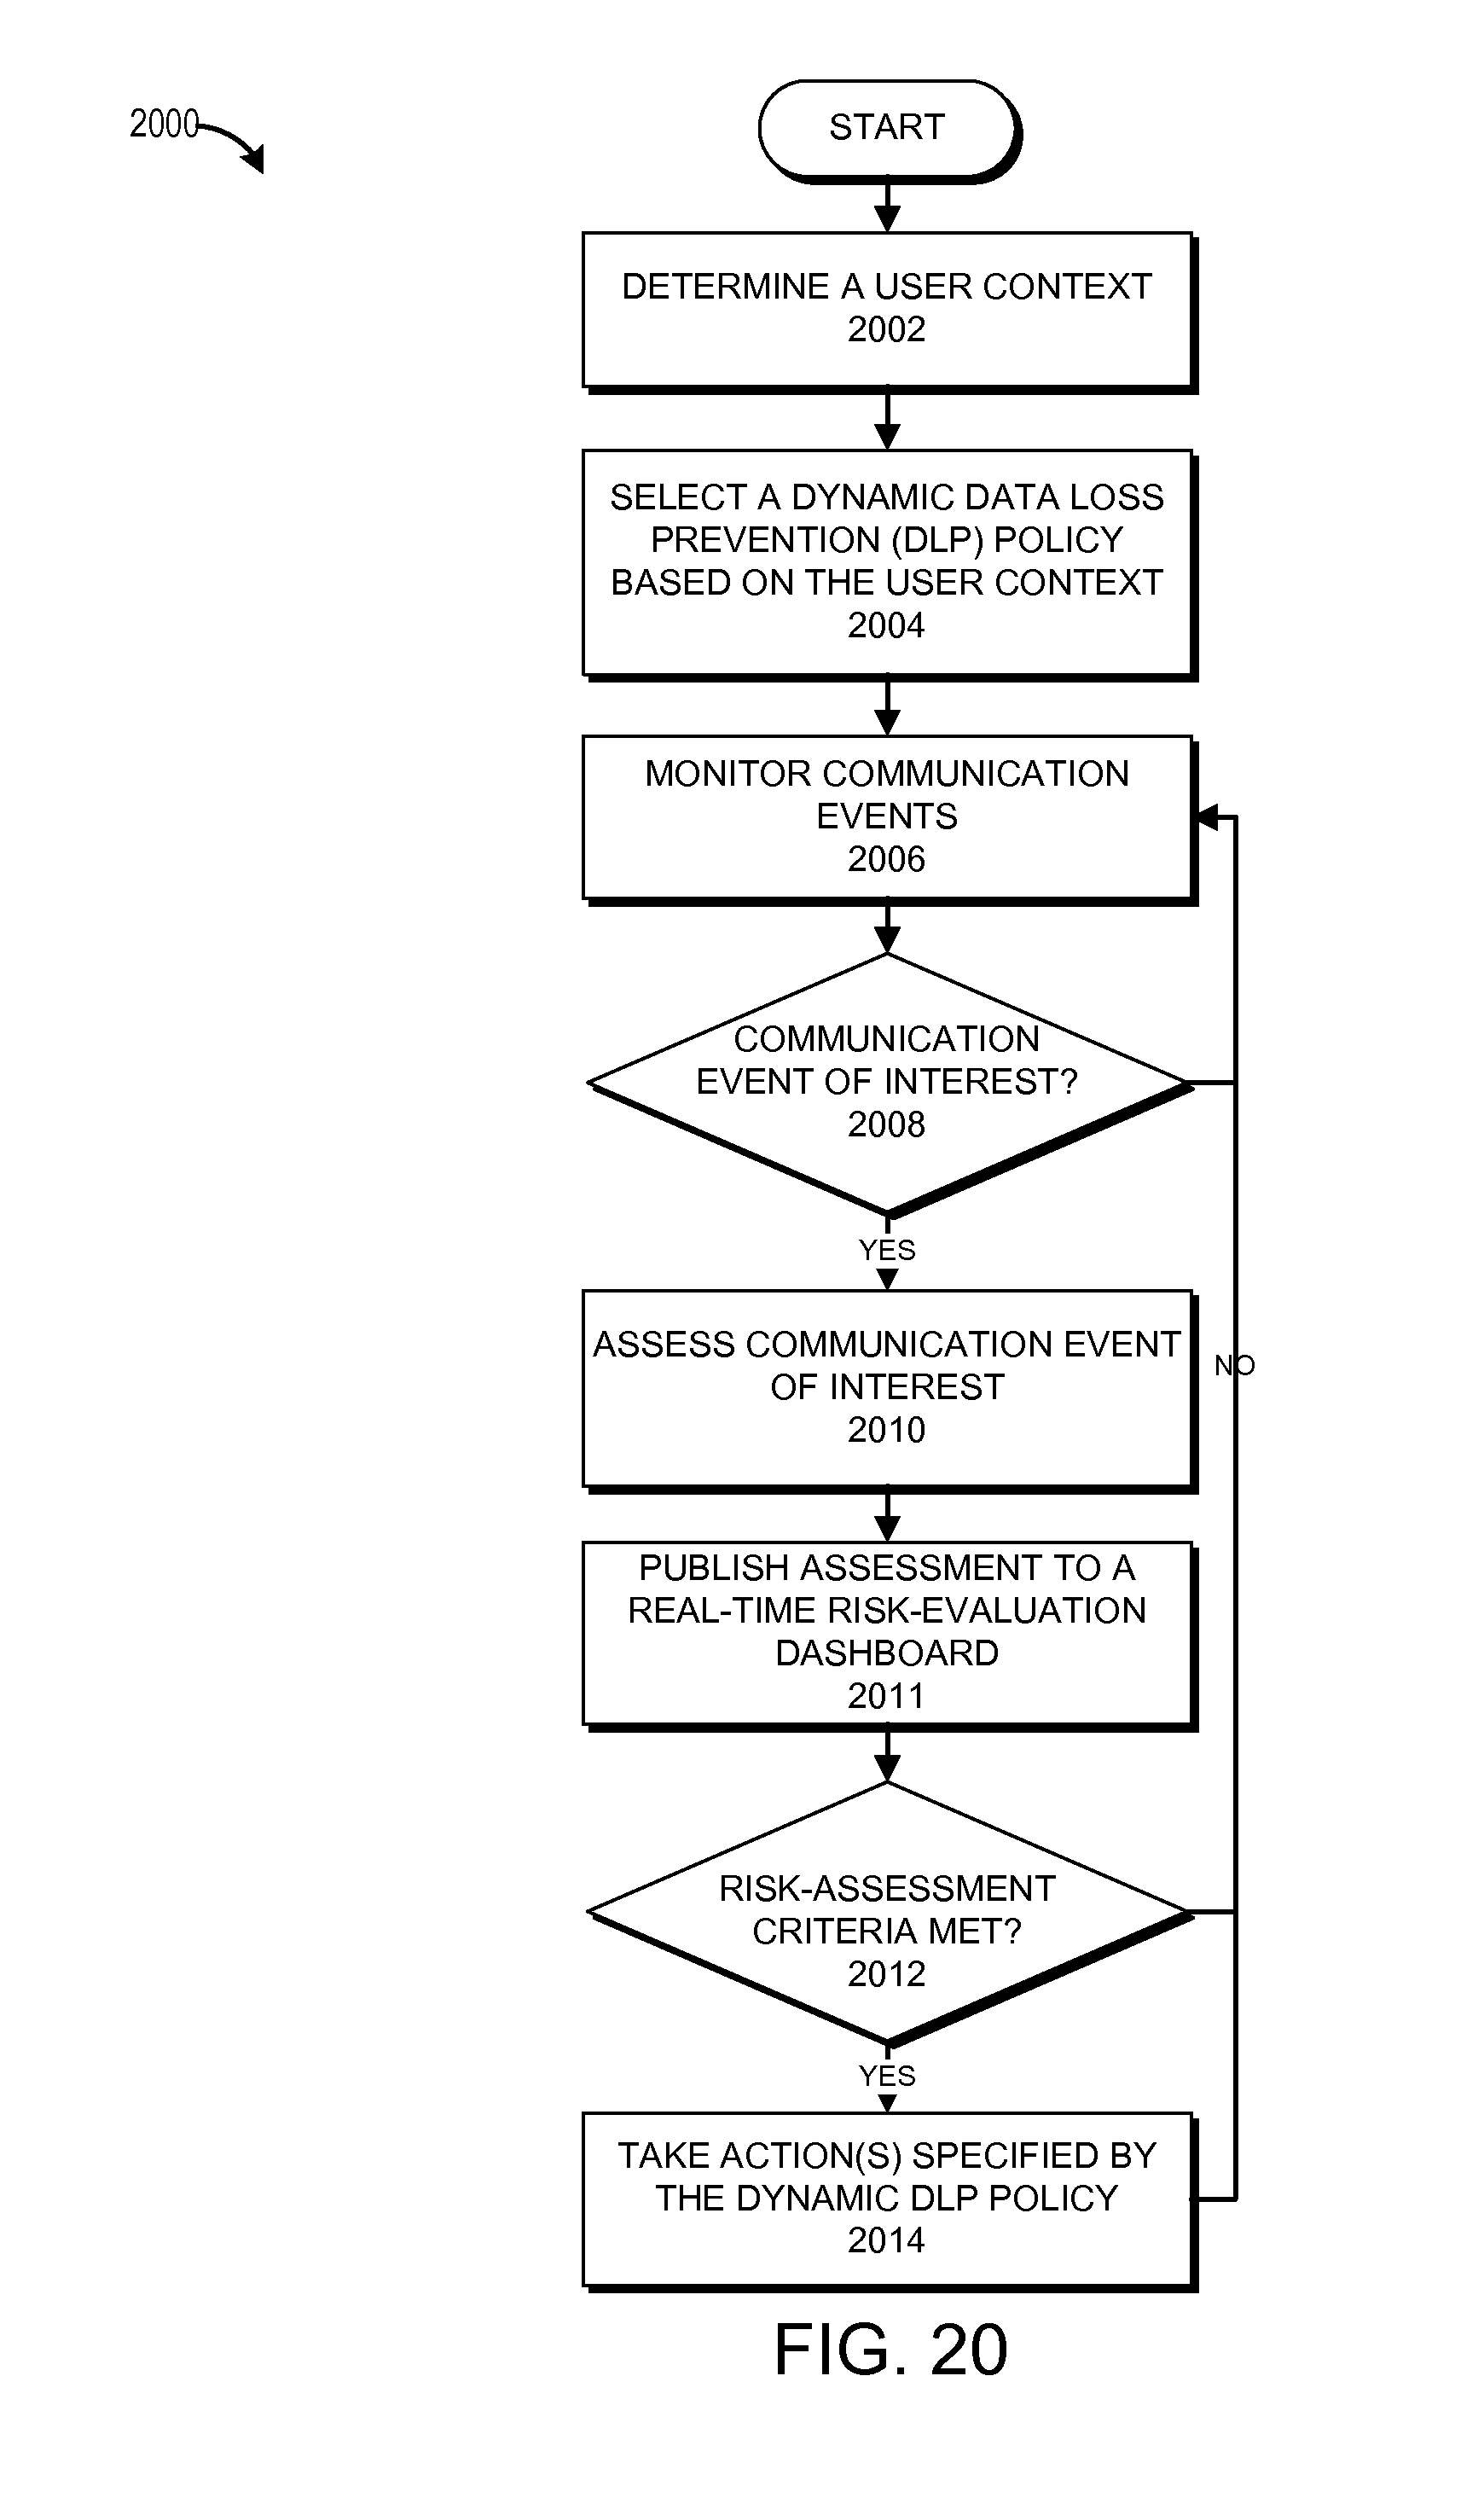 2000
START
DETERMINE A USER CONTEXT
2002
SELECT A DYNAMIC DATA LOSS
PREVENTION (DLP) POLICY
BASED ON THE USER CONTEXT
2004
MONITOR COMMUNICATION
EVENTS
2006
COMMUNICATION
EVENT OF INTEREST?
2008
YES
ASSESS COMMUNICATION EVENT
OF INTEREST
2010
NO
PUBLISH ASSESSMENT TO A
REAL-TIME RISK-EVALUATION
DASHBOARD
2011
RISK-ASSESSMENT
CRITERIA MET?
2012
YES
TAKE ACTION(S) SPECIFIED BY
THE DYNAMIC DLP POLICY
2014
FIG. 20